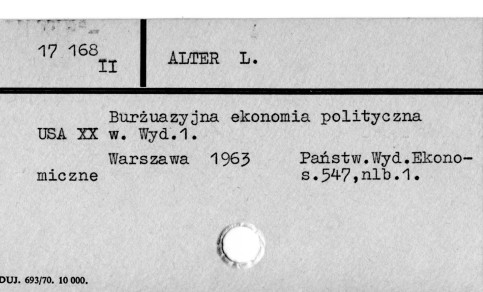 17 168
II
ALTER L.
Burżuazyjna ekonomia polityczna
USA XX w. Wyd.1.
Warszawa 1963 Państw.Wyd.Ekono-
miczne s.547,nlb.1.
DUJ. 693/70. 10 000.